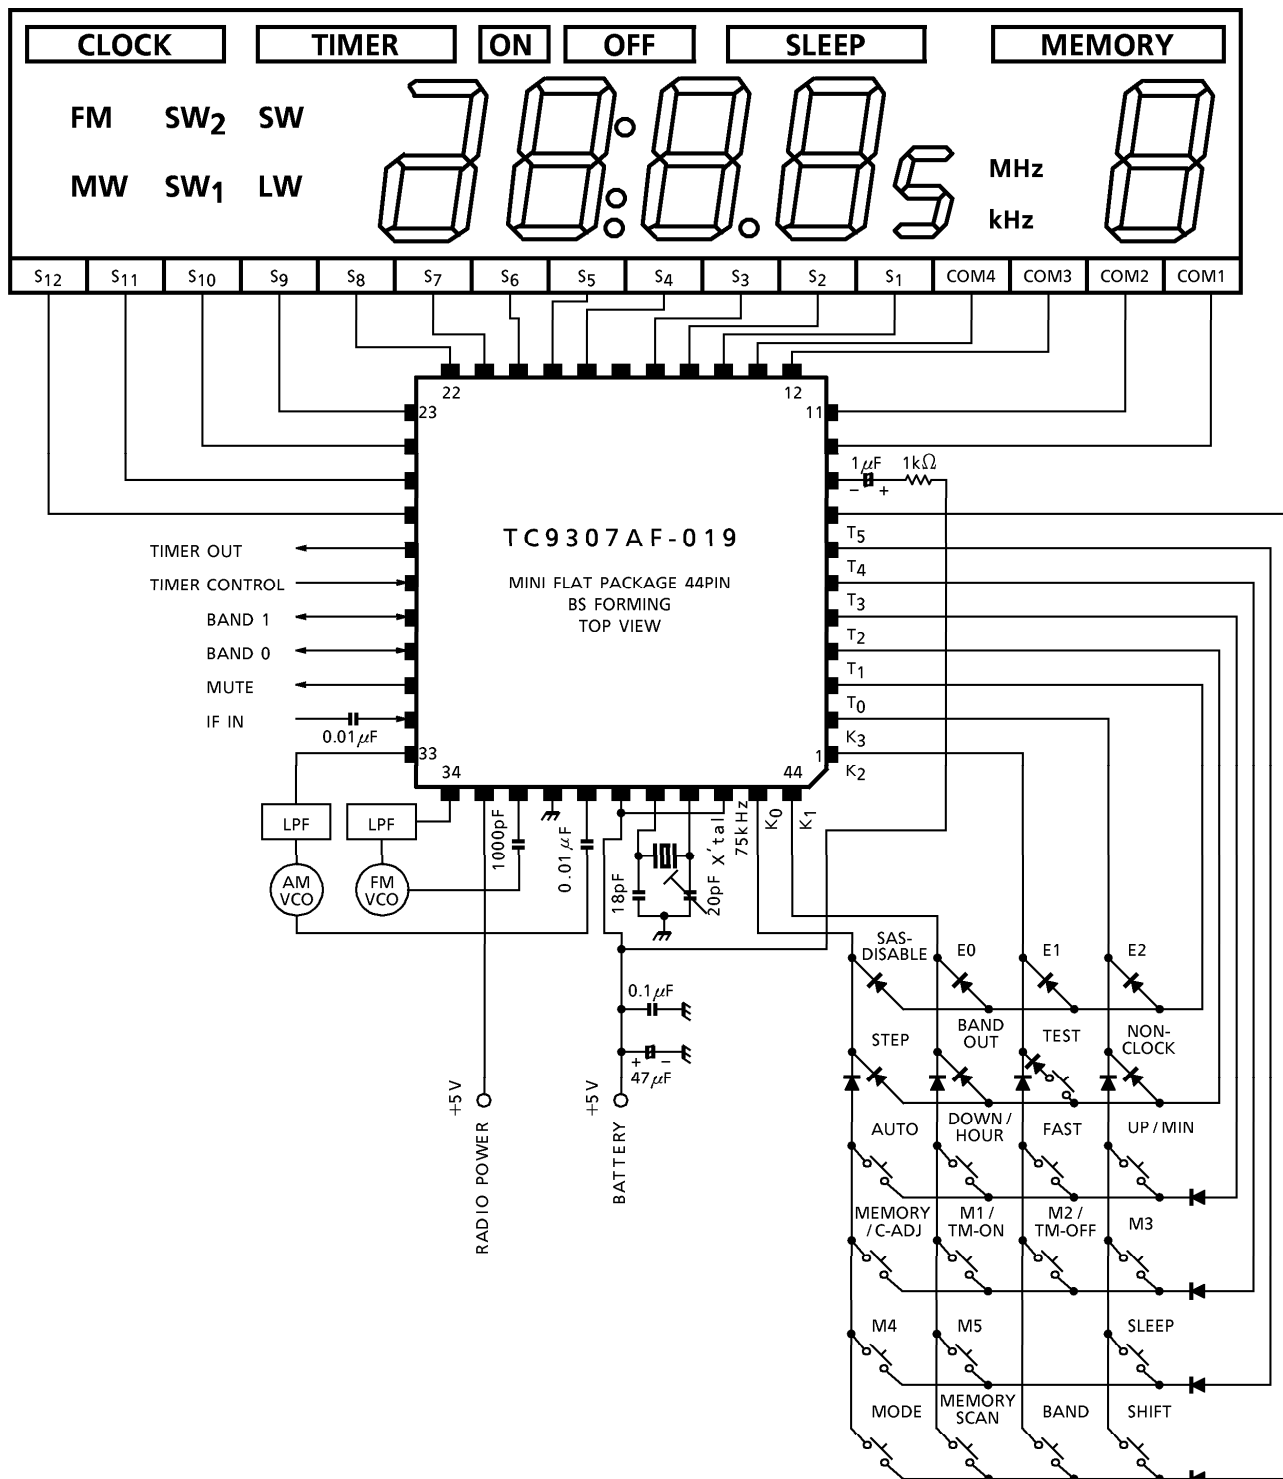 CLOCK TIMER ON OFF SLEEP MEMORY
FM SW2 SW
MHz
MW SW1 LW
kHz
S12 S11 S10 S9 S8 S7 S6 S5 S4 S3 S2 S1 COM4 COM3 COM2 COM1
22 12
23 11
1μF 1kΩ
− +
TC9307AF-019
MINI FLAT PACKAGE 44PIN
BS FORMING
TOP VIEW
TIMER OUT
TIMER CONTROL
BAND 1
BAND 0
MUTE
IF IN
0.01μF
T5
T4
T3
T2
T1
T0
K3
K2
33 1
34 44
LPF LPF
AM
VCO
FM
VCO
1000pF
0.01μF
18pF
20pF
X'tal
75kHz
K0
K1
0.1μF
+ −
47μF
+5V
RADIO POWER
+5V
BATTERY
SAS-
DISABLE
E0 E1 E2
STEP
BAND
OUT
TEST
NON-
CLOCK
AUTO
DOWN/
HOUR
FAST
UP/MIN
MEMORY
/C-ADJ
M1/
TM-ON
M2/
TM-OFF
M3
M4 M5 SLEEP
MODE
MEMORY
SCAN
BAND
SHIFT